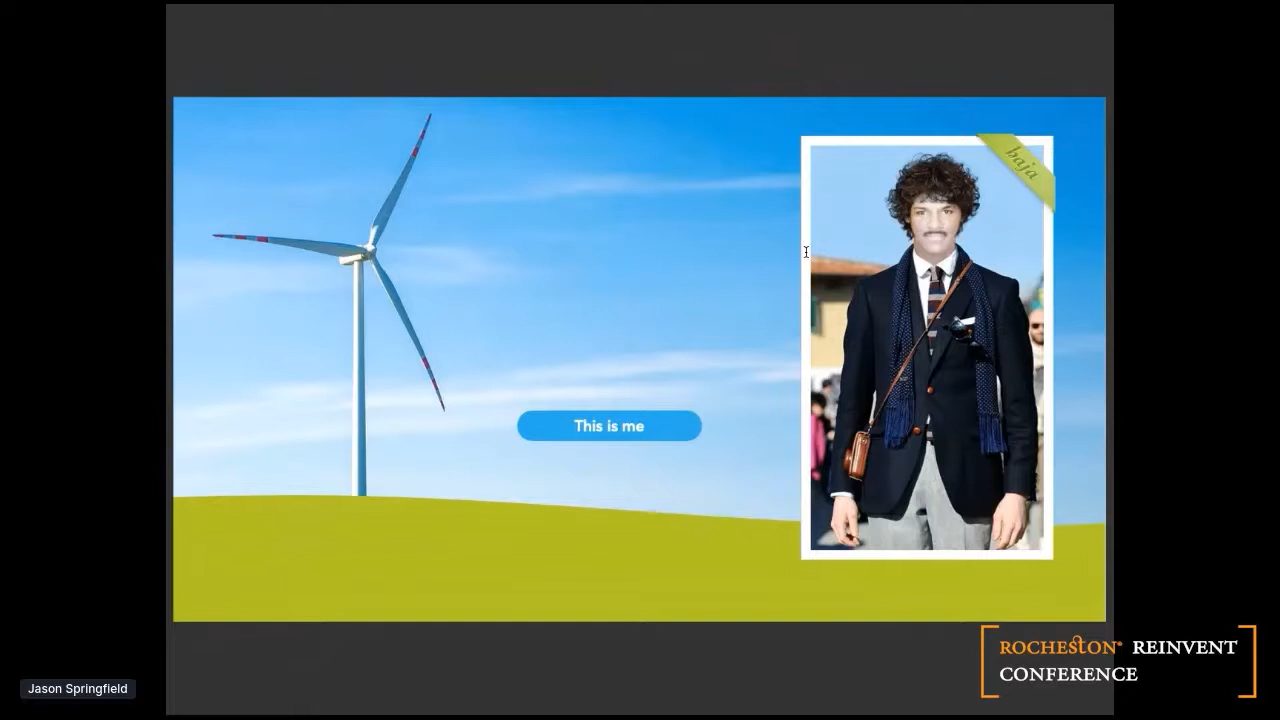 baja
This is me
Jason Springfield
ROCHESTON® REINVENT
CONFERENCE